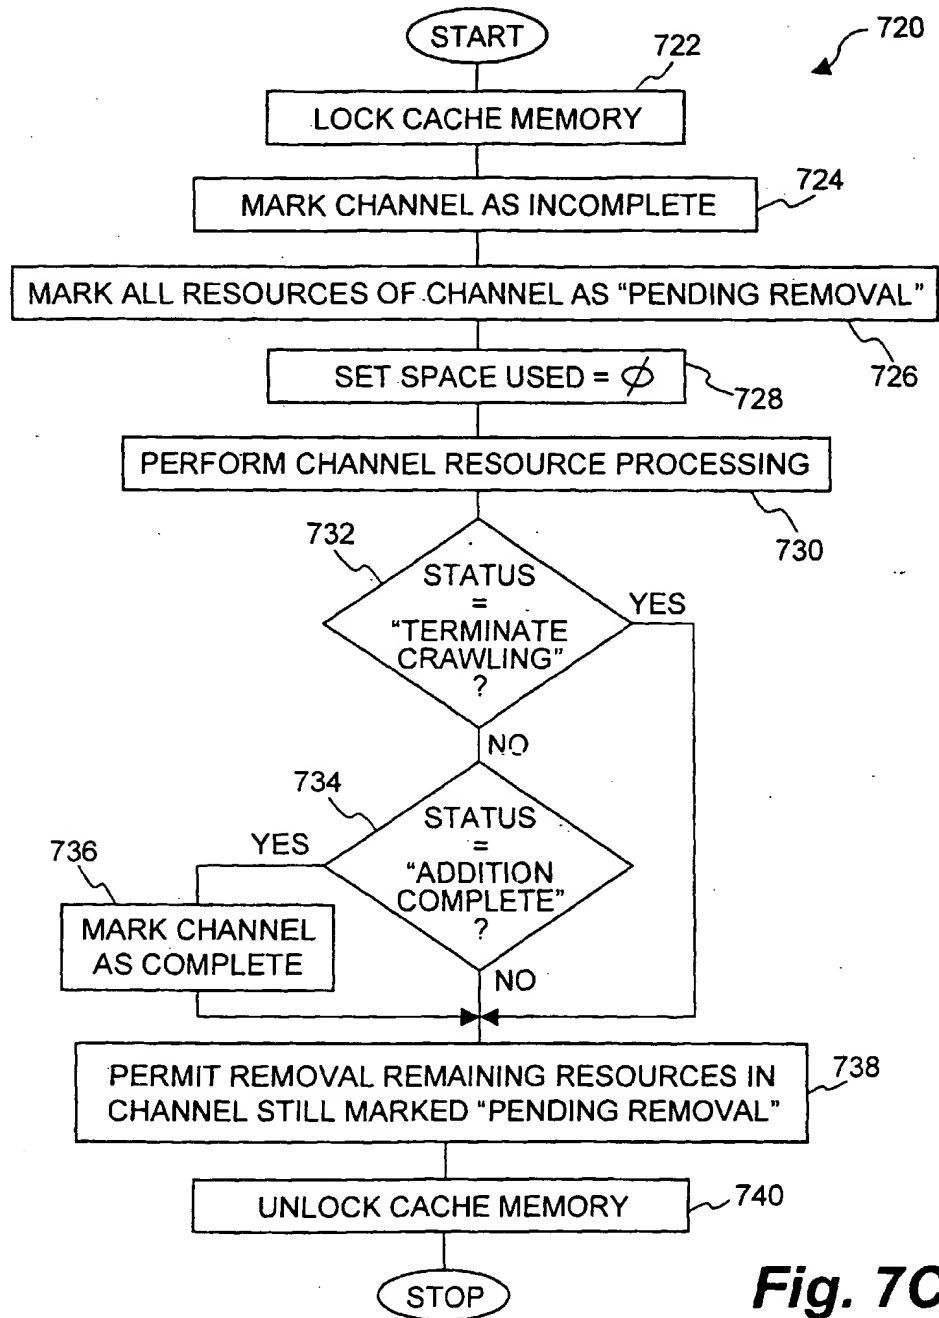 START
720
722
LOCK CACHE MEMORY
724
MARK CHANNEL AS INCOMPLETE
MARK ALL RESOURCES OF CHANNEL AS “PENDING REMOVAL”
726
SET SPACE USED = ∅
728
PERFORM CHANNEL RESOURCE PROCESSING
730
732
STATUS
=
“TERMINATE
CRAWLING”
?
YES
NO
734
STATUS
=
“ADDITION
COMPLETE”
?
YES
736
MARK CHANNEL
AS COMPLETE
NO
PERMIT REMOVAL REMAINING RESOURCES IN
CHANNEL STILL MARKED “PENDING REMOVAL”
738
UNLOCK CACHE MEMORY
740
STOP
Fig. 7C